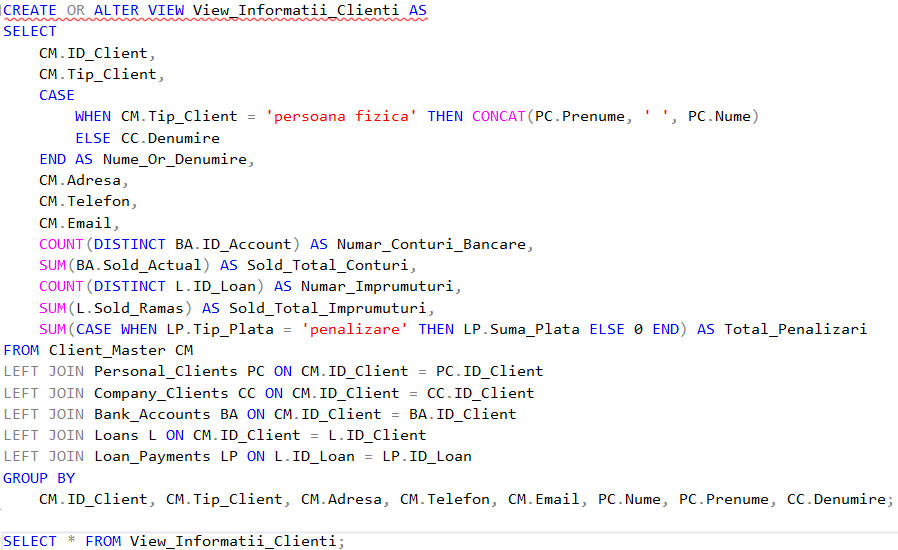 CREATE OR ALTER VIEW View_Informatii_Clienti AS
SELECT
    CM.ID_Client,
    CM.Tip_Client,
    CASE
        WHEN CM.Tip_Client = 'persoana fizica' THEN CONCAT(PC.Prenume, ' ', PC.Nume)
        ELSE CC.Denumire
    END AS Nume_Or_Denumire,
    CM.Adresa,
    CM.Telefon,
    CM.Email,
    COUNT(DISTINCT BA.ID_Account) AS Numar_Conturi_Bancare,
    SUM(BA.Sold_Actual) AS Sold_Total_Conturi,
    COUNT(DISTINCT L.ID_Loan) AS Numar_Imprumuturi,
    SUM(L.Sold_Ramas) AS Sold_Total_Imprumuturi,
    SUM(CASE WHEN LP.Tip_Plata = 'penalizare' THEN LP.Suma_Plata ELSE 0 END) AS Total_Penalizari
FROM Client_Master CM
LEFT JOIN Personal_Clients PC ON CM.ID_Client = PC.ID_Client
LEFT JOIN Company_Clients CC ON CM.ID_Client = CC.ID_Client
LEFT JOIN Bank_Accounts BA ON CM.ID_Client = BA.ID_Client
LEFT JOIN Loans L ON CM.ID_Client = L.ID_Client
LEFT JOIN Loan_Payments LP ON L.ID_Loan = LP.ID_Loan
GROUP BY
    CM.ID_Client, CM.Tip_Client, CM.Adresa, CM.Telefon, CM.Email, PC.Nume, PC.Prenume, CC.Denumire;
SELECT * FROM View_Informatii_Clienti;